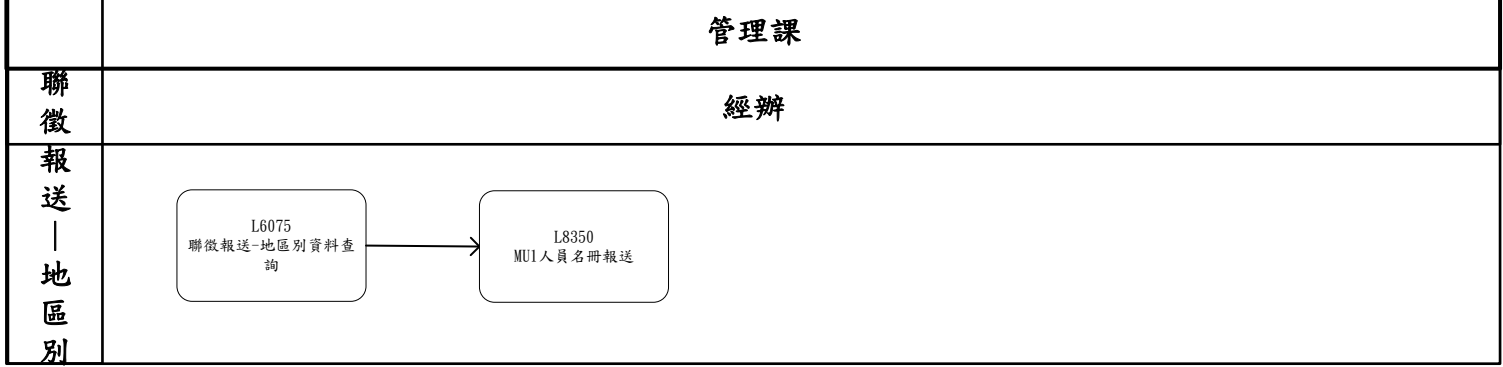 管理課
經辦
聯
徵
報
送
|
地
區
別
L6075
聯徵報送-地區別資料查
詢
L8350
MU1人員名冊報送